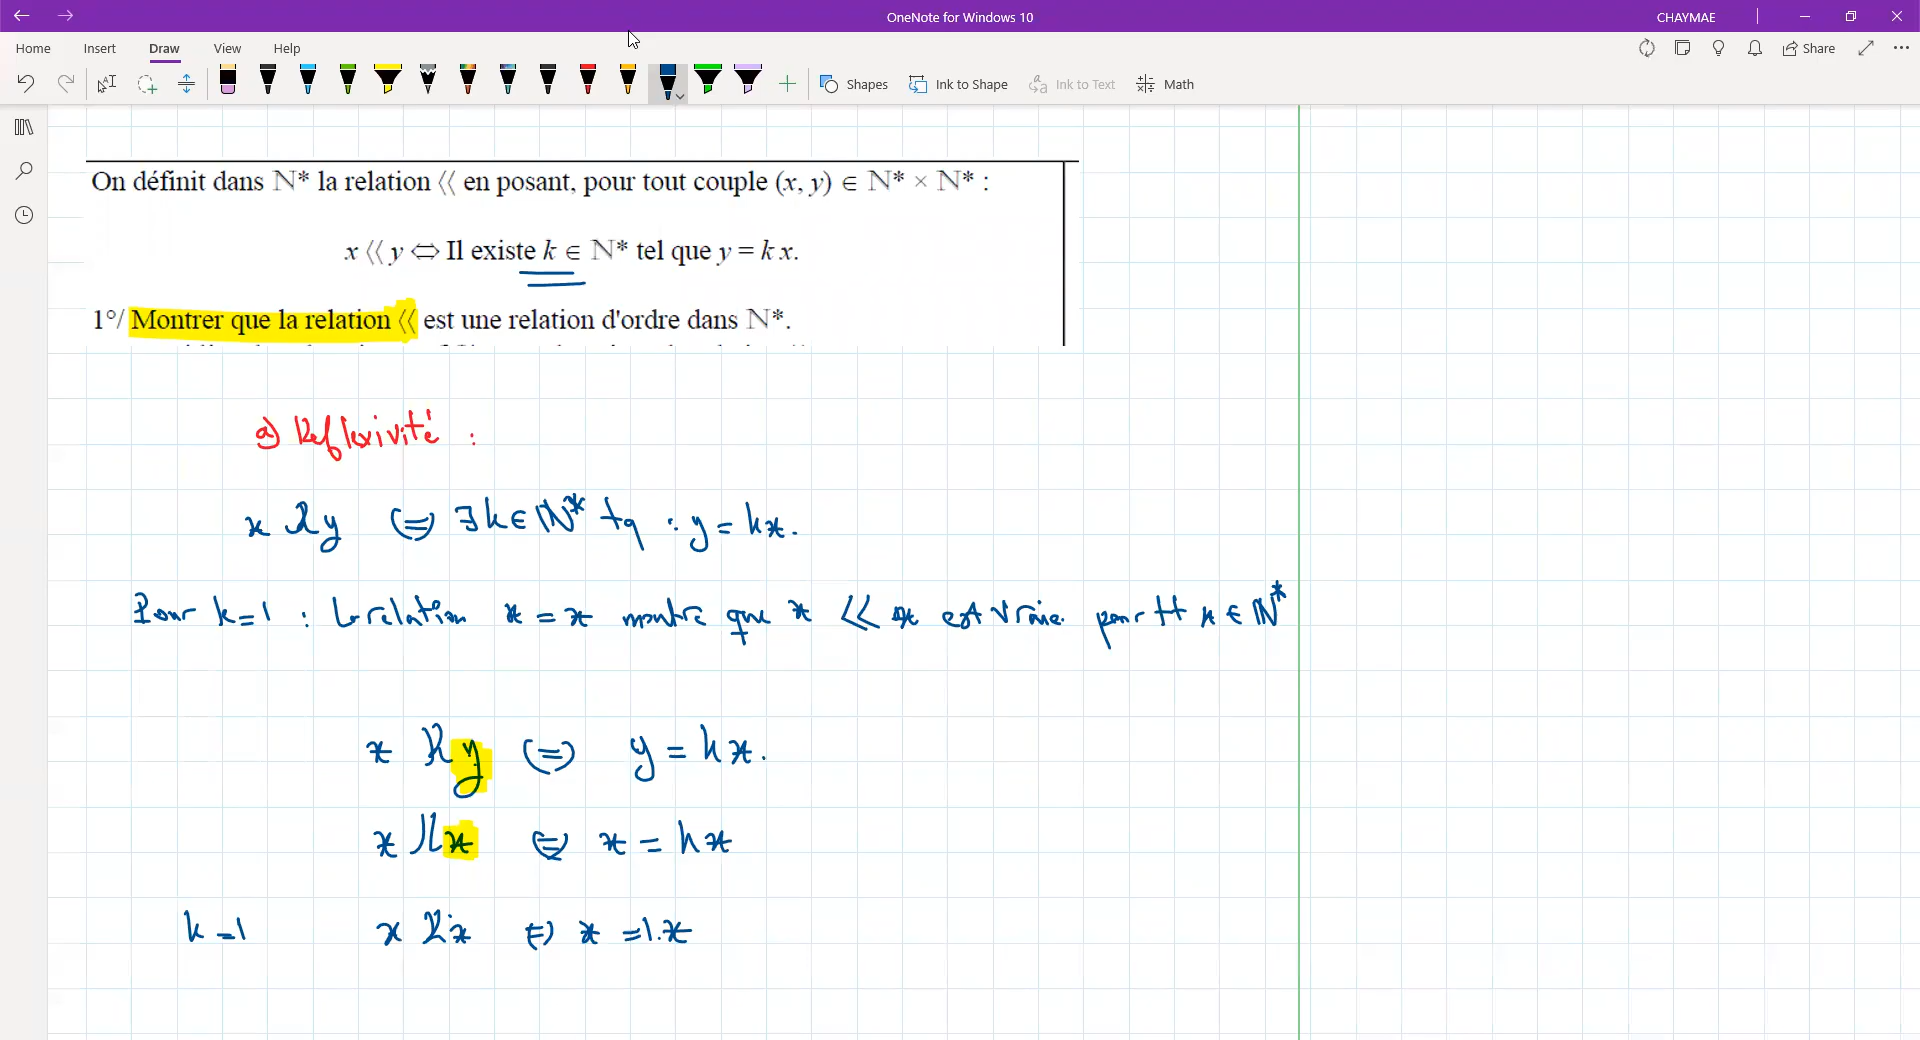 OneNote for Windows 10
CHAYMAE
Home Insert Draw View Help
Share
Shapes Ink to Shape Ink to Text Math
On définit dans ℕ* la relation ⟨⟨ en posant, pour tout couple (x, y) ∈ ℕ* × ℕ* :
x ⟨⟨ y ⇔ Il existe k ∈ ℕ* tel que y = k x.
1°/ Montrer que la relation ⟨⟨ est une relation d'ordre dans ℕ*.
a) Reflexivité :
x R y ⇔ ∃ k ∈ ℕ* tq : y = kx.
Pour k=1 : la relation x = x montre que x << x est vraie pour tt x ∈ ℕ*
x R y ⇔ y = kx.
x R x ⇔ x = kx
k =1 x R x ⇔ x =1.x